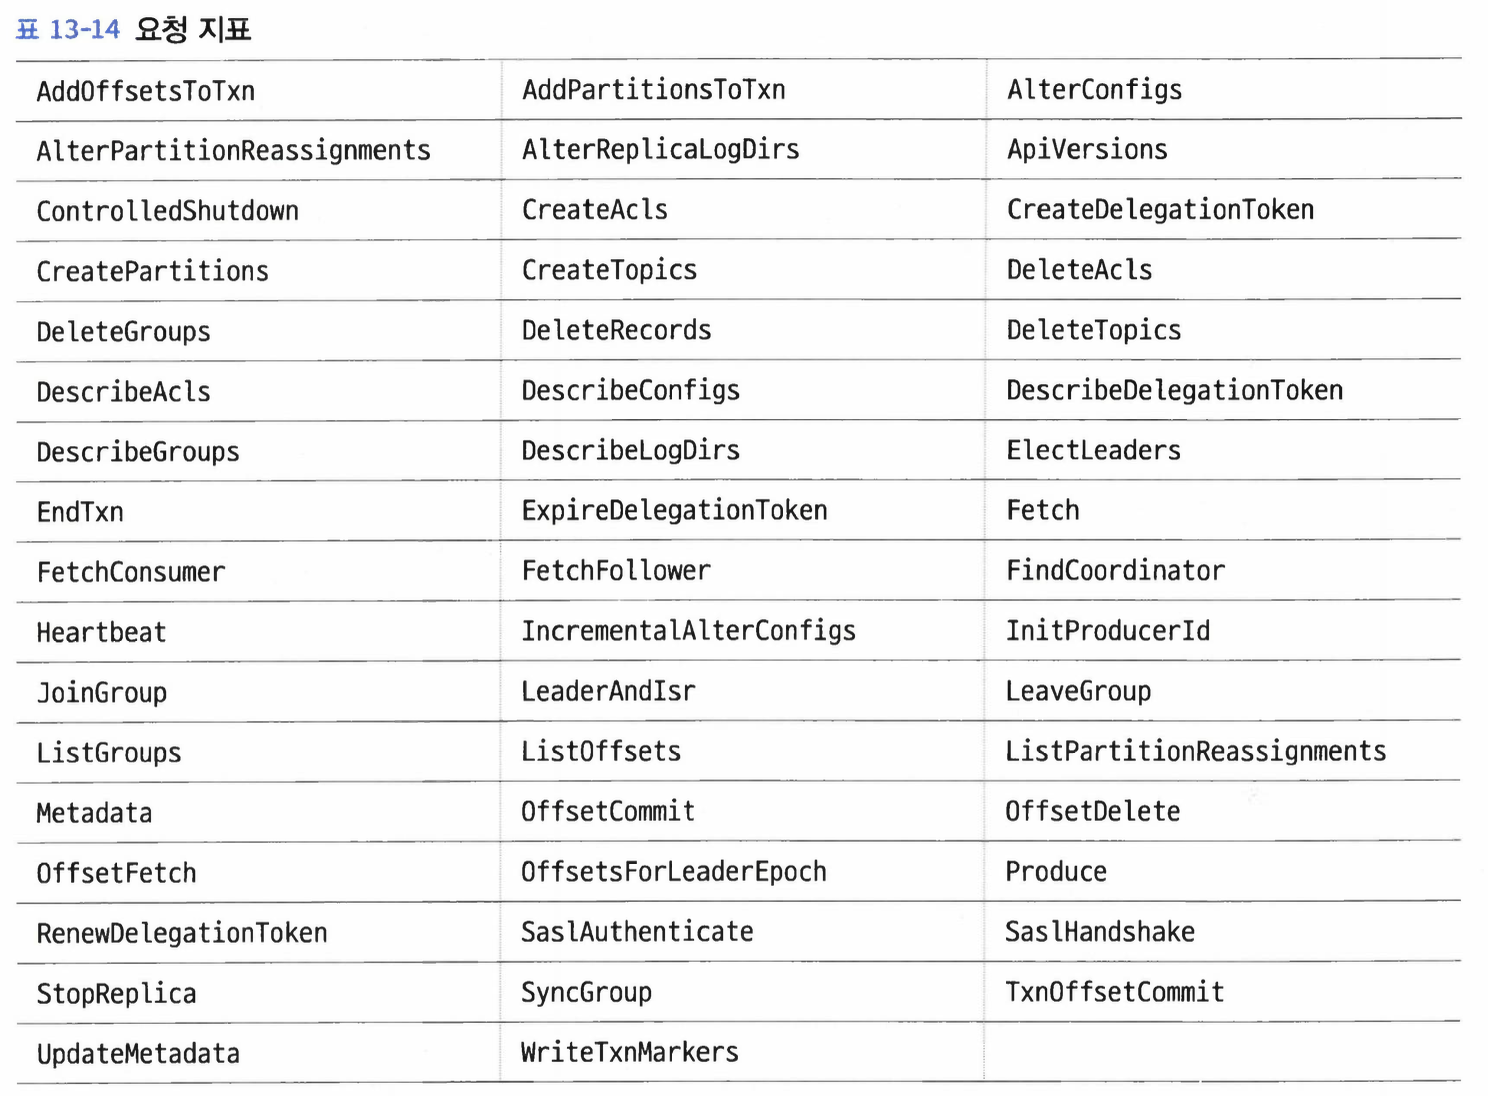 표 13-14 요청 지표
AddOffsetsToTxn AddPartitionsToTxn AlterConfigs
AlterPartitionReassignments AlterReplicaLogDirs ApiVersions
ControlledShutdown CreateAcls CreateDelegationToken
CreatePartitions CreateTopics DeleteAcls
DeleteGroups DeleteRecords DeleteTopics
DescribeAcls DescribeConfigs DescribeDelegationToken
DescribeGroups DescribeLogDirs ElectLeaders
EndTxn ExpireDelegationToken Fetch
FetchConsumer FetchFollower FindCoordinator
Heartbeat IncrementalAlterConfigs InitProducerId
JoinGroup LeaderAndIsr LeaveGroup
ListGroups ListOffsets ListPartitionReassignments
Metadata OffsetCommit OffsetDelete
OffsetFetch OffsetsForLeaderEpoch Produce
RenewDelegationToken SaslAuthenticate SaslHandshake
StopReplica SyncGroup TxnOffsetCommit
UpdateMetadata WriteTxnMarkers